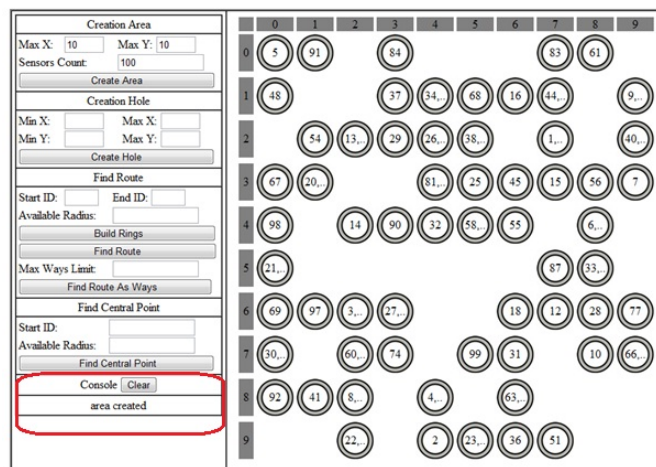 Creation Area
Max X: 10 Max Y: 10
Sensors Count: 100
Create Area
Creation Hole
Min X: Max X:
Min Y: Max Y:
Create Hole
Find Route
Start ID: End ID:
Available Radius:
Build Rings
Find Route
Max Ways Limit:
Find Route As Ways
Find Central Point
Start ID:
Available Radius:
Find Central Point
Console Clear
area created
0 1 2 3 4 5 6 7 8 9
0 5 91 84 83 61
1 48 37 34,.. 68 16 44,.. 9,..
2 54 13,.. 29 26,.. 38,.. 1,.. 40,..
3 67 20,.. 81,.. 25 45 15 56 7
4 98 14 90 32 58,.. 55 6,..
5 21,.. 87 33,..
6 69 97 3,.. 27,.. 18 12 28 77
7 30,.. 60,.. 74 99 31 10 66,..
8 92 41 8,.. 4,.. 63,..
9 22,.. 2 23,.. 36 51